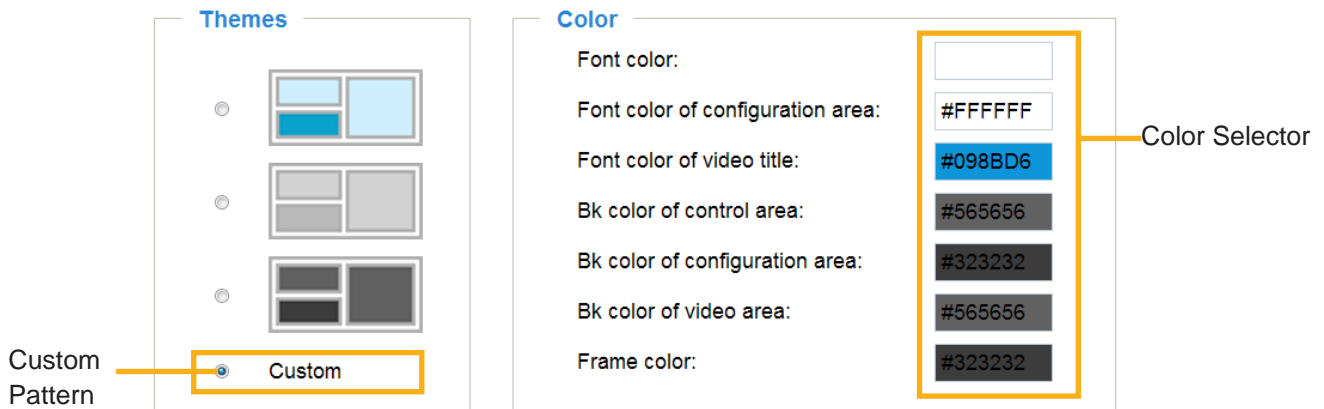 Themes
Custom
Custom
Pattern
Color
Font color:
Font color of configuration area: #FFFFFF
Font color of video title: #098BD6
Bk color of control area: #565656
Bk color of configuration area: #323232
Bk color of video area: #565656
Frame color: #323232
Color Selector